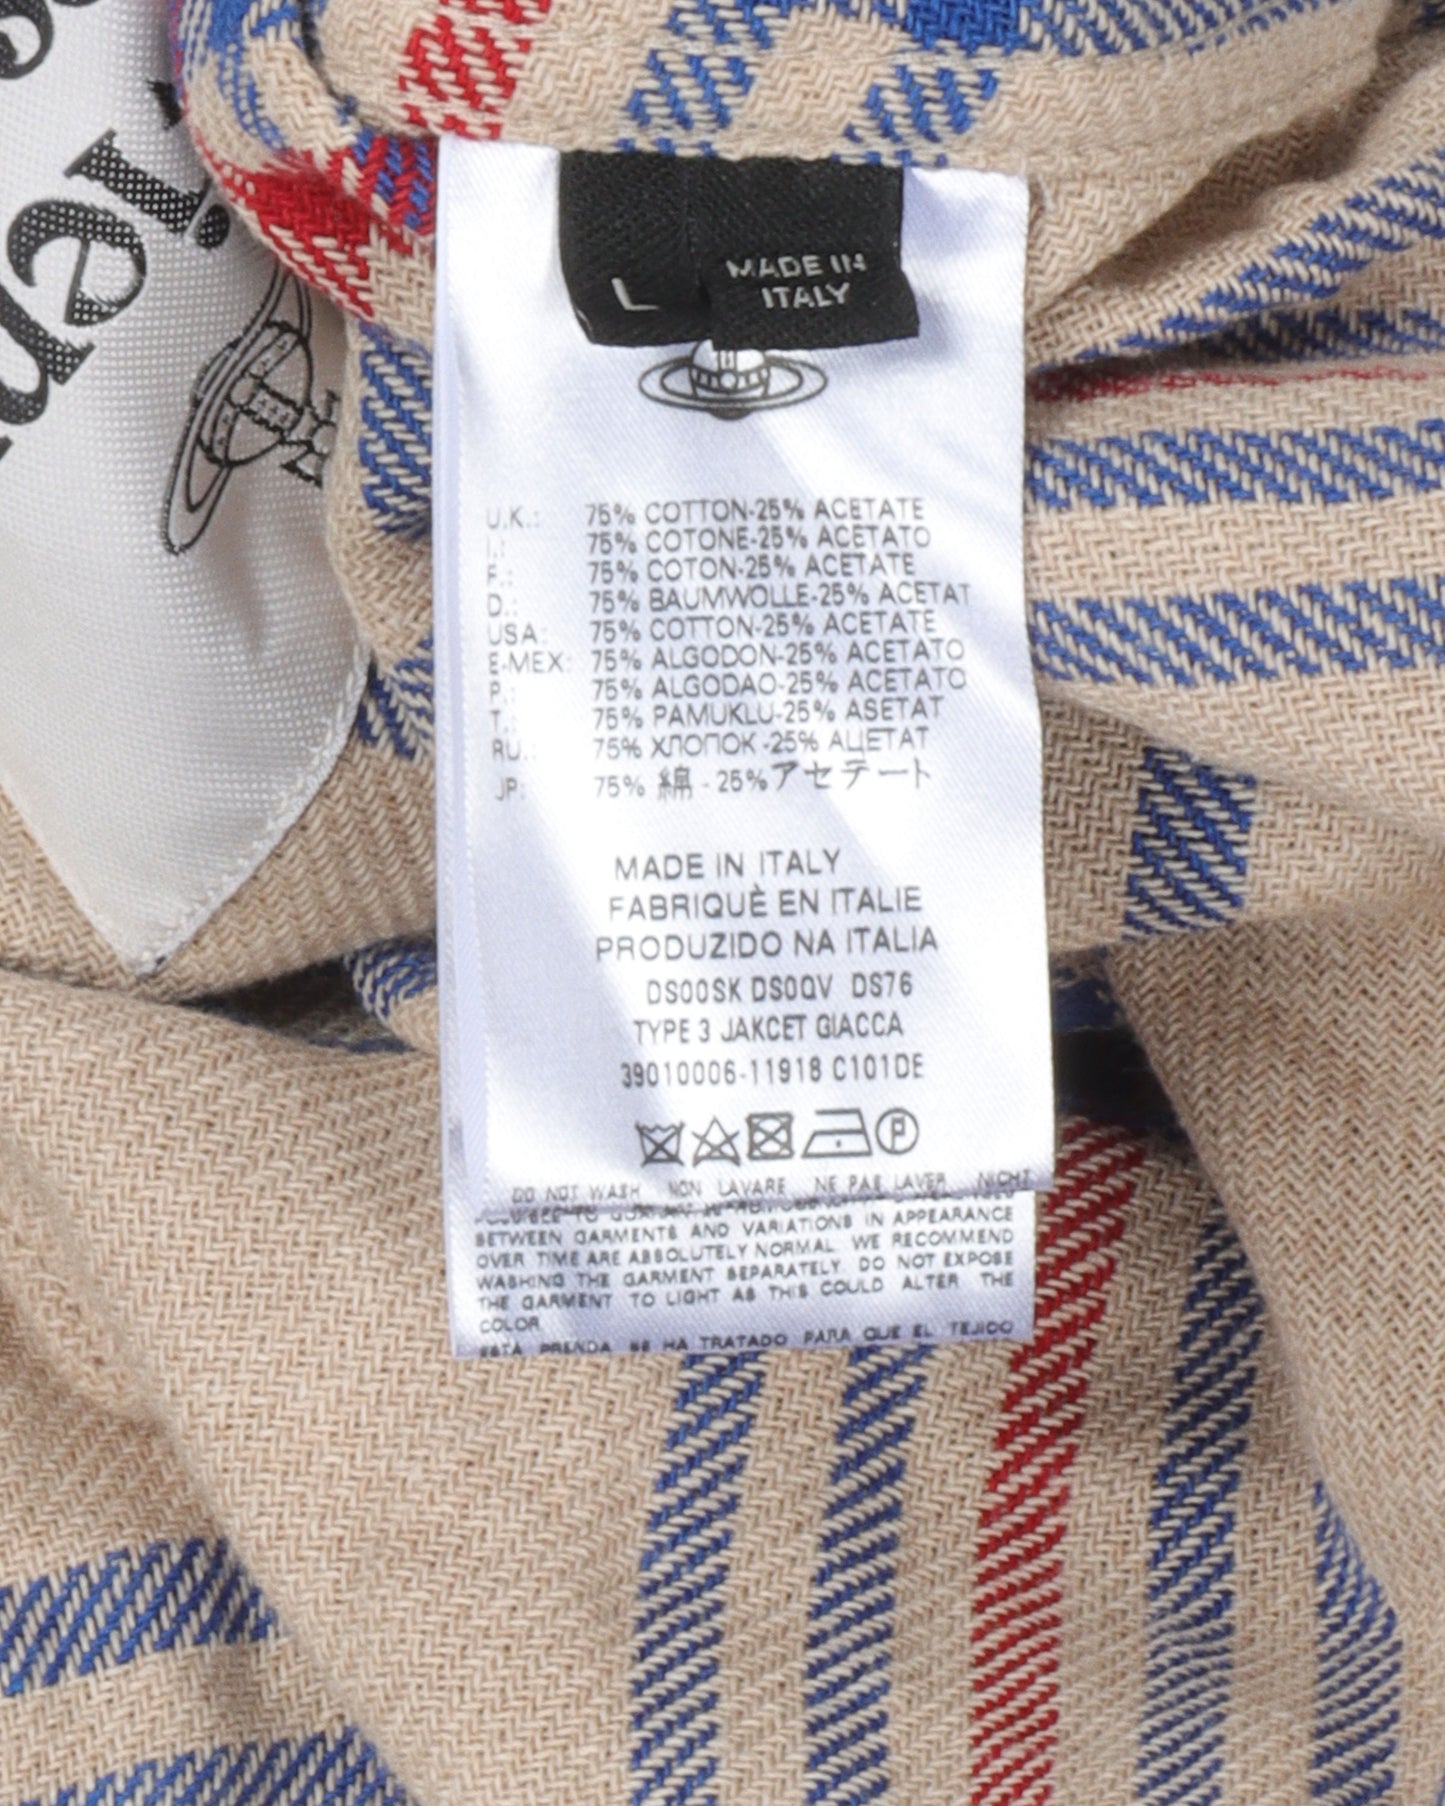 L
MADE IN
ITALY
U.K.: 75% COTTON-25% ACETATE
I.: 75% COTONE-25% ACETATO
F.: 75% COTON-25% ACETATE
D.: 75% BAUMWOLLE-25% ACETAT
USA: 75% COTTON-25% ACETATE
E-MEX: 75% ALGODON-25% ACETATO
P.: 75% ALGODAO-25% ACETATO
T.: 75% PAMUKLU-25% ASETAT
RU.: 75% ХЛОПОК -25% АЦЕТАТ
JP: 75% 綿 - 25%アセテート
MADE IN ITALY
FABRIQUÈ EN ITALIE
PRODUZIDO NA ITALIA
DS00SK DS0QV DS76
TYPE 3 JAKCET GIACCA
39010006-11918 C101DE
P
DO NOT WASH NON LAVARE NE PAS LAVER NICHT
BETWEEN GARMENTS AND VARIATIONS IN APPEARANCE
OVER TIME ARE ABSOLUTELY NORMAL. WE RECOMMEND
WASHING THE GARMENT SEPARATELY. DO NOT EXPOSE
THE GARMENT TO LIGHT AS THIS COULD ALTER THE
COLOR
ESTA PRENDA SE HA TRATADO PARA QUE EL TEJIDO